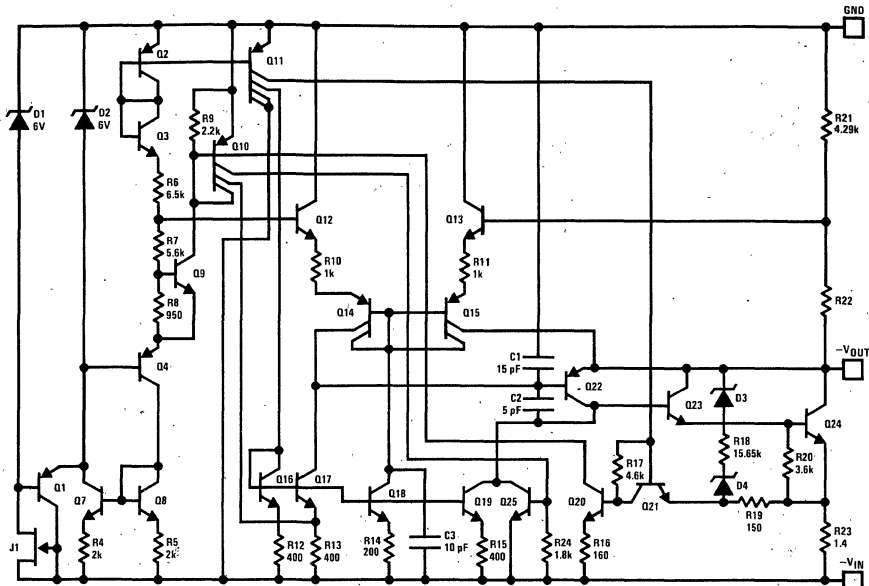 GND
Q2
Q11
D1
6V
D2
6V
R9
2.2k
Q3
Q10
R21
4.29k
R6
6.5k
Q12
Q13
R7
5.6k
Q9
R10
1k
R11
1k
R8
950
Q14
Q15
R22
C1
15 pF
−VOUT
Q4
Q22
C2
5 pF
Q23
D3
Q24
R18
15.65k
R20
3.6k
R17
4.6k
D4
Q1
Q7
Q8
Q16
Q17
Q18
Q19
Q25
Q20
Q21
R19
150
J1
R4
2k
R5
2k
R12
400
R13
400
R14
200
C3
10 pF
R15
400
R24
1.8k
R16
160
R23
1.4
−VIN